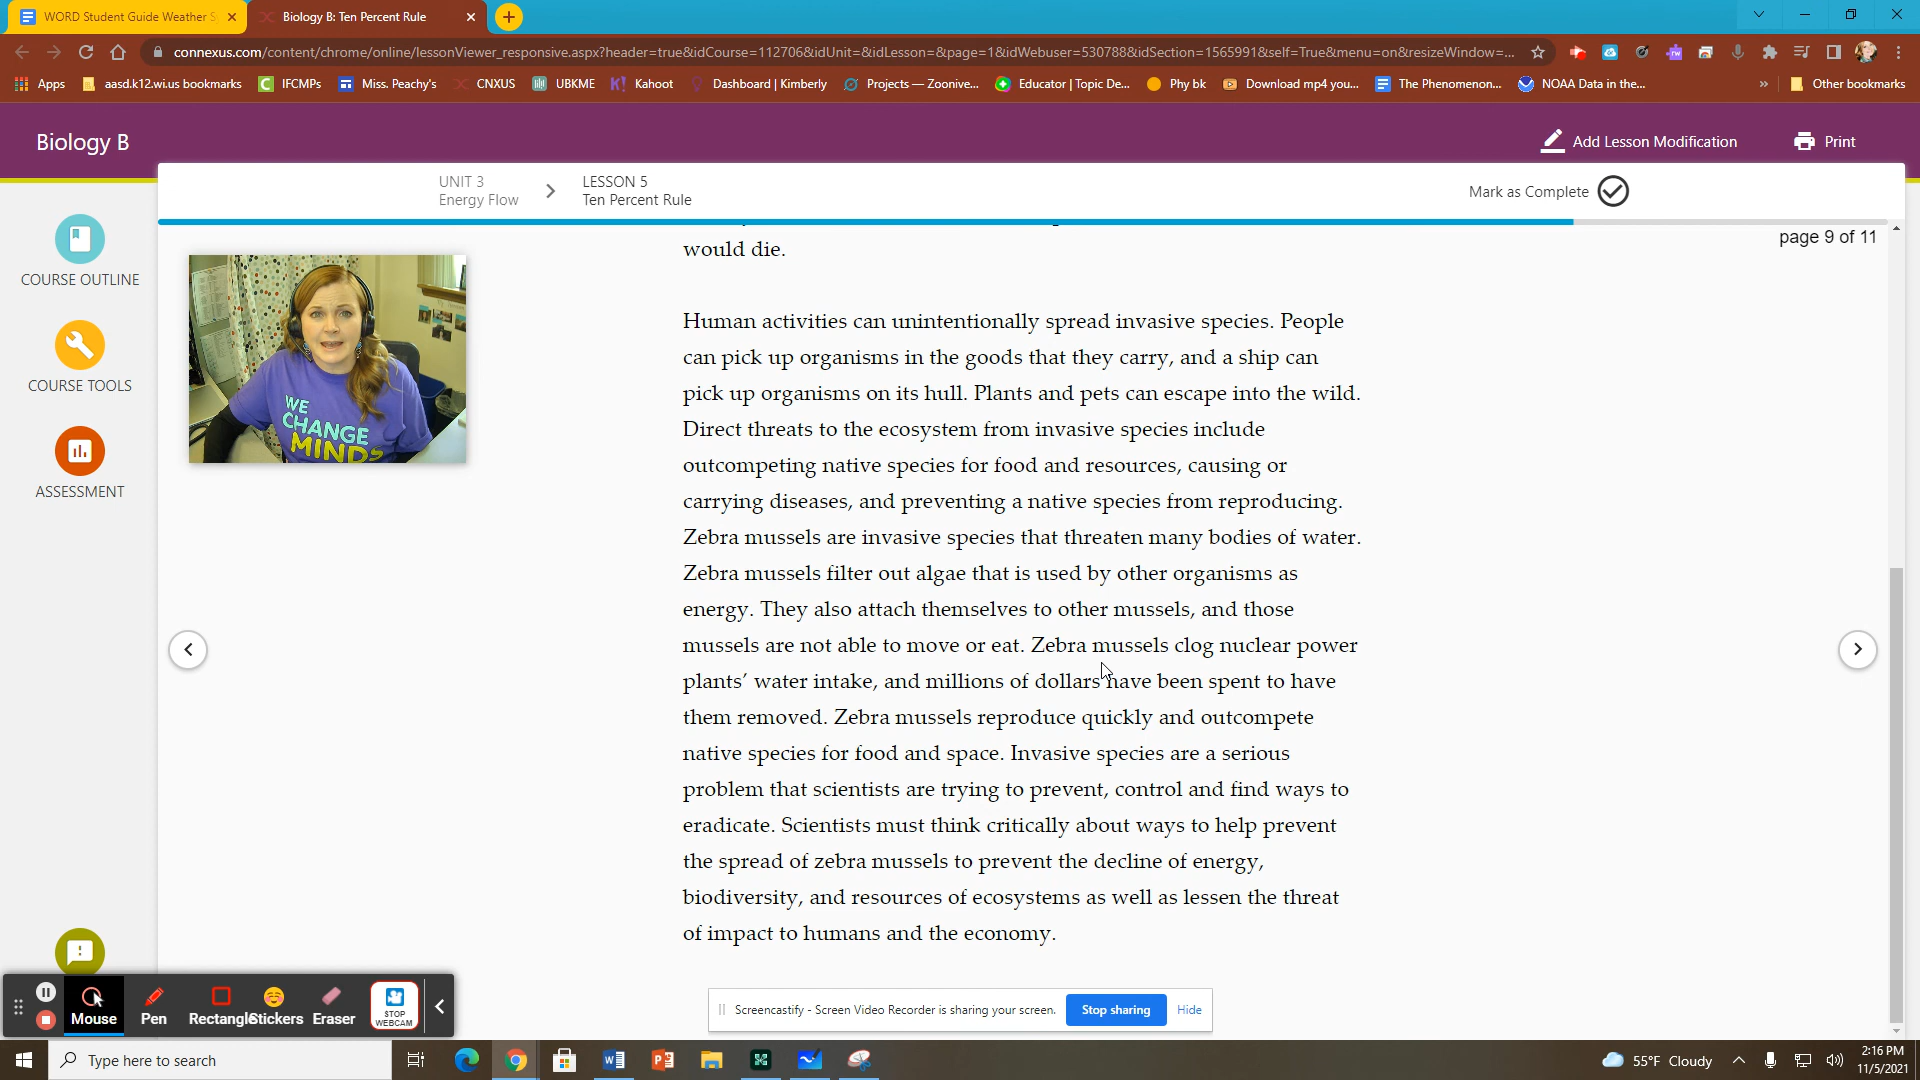 WORD Student Guide Weather S
Biology B: Ten Percent Rule
connexus.com/content/chrome/online/lessonViewer_responsive.aspx?header=true&idCourse=112706&idUnit=&idLesson=&page=1&idWebuser=530788&idSection=1565991&self=True&menu=on&resizeWindow=...
Apps
aasd.k12.wi.us bookmarks
IFCMPs
Miss. Peachy's
CNXUS
UBKME
Kahoot
Dashboard | Kimberly
Projects — Zoonive...
Educator | Topic De...
Phy bk
Download mp4 you...
The Phenomenon...
NOAA Data in the...
»
Other bookmarks
Biology B
Add Lesson Modification
Print
UNIT 3
Energy Flow
LESSON 5
Ten Percent Rule
Mark as Complete
page 9 of 11
COURSE OUTLINE
COURSE TOOLS
ASSESSMENT
WE
CHANGE
MINDS
would die.
Human activities can unintentionally spread invasive species. People
can pick up organisms in the goods that they carry, and a ship can
pick up organisms on its hull. Plants and pets can escape into the wild.
Direct threats to the ecosystem from invasive species include
outcompeting native species for food and resources, causing or
carrying diseases, and preventing a native species from reproducing.
Zebra mussels are invasive species that threaten many bodies of water.
Zebra mussels filter out algae that is used by other organisms as
energy. They also attach themselves to other mussels, and those
mussels are not able to move or eat. Zebra mussels clog nuclear power
plants’ water intake, and millions of dollars have been spent to have
them removed. Zebra mussels reproduce quickly and outcompete
native species for food and space. Invasive species are a serious
problem that scientists are trying to prevent, control and find ways to
eradicate. Scientists must think critically about ways to help prevent
the spread of zebra mussels to prevent the decline of energy,
biodiversity, and resources of ecosystems as well as lessen the threat
of impact to humans and the economy.
Mouse
Pen
Rectangle
Stickers
Eraser
STOP
WEBCAM
Screencastify - Screen Video Recorder is sharing your screen.
Stop sharing
Hide
Type here to search
55°F Cloudy
2:16 PM
11/5/2021